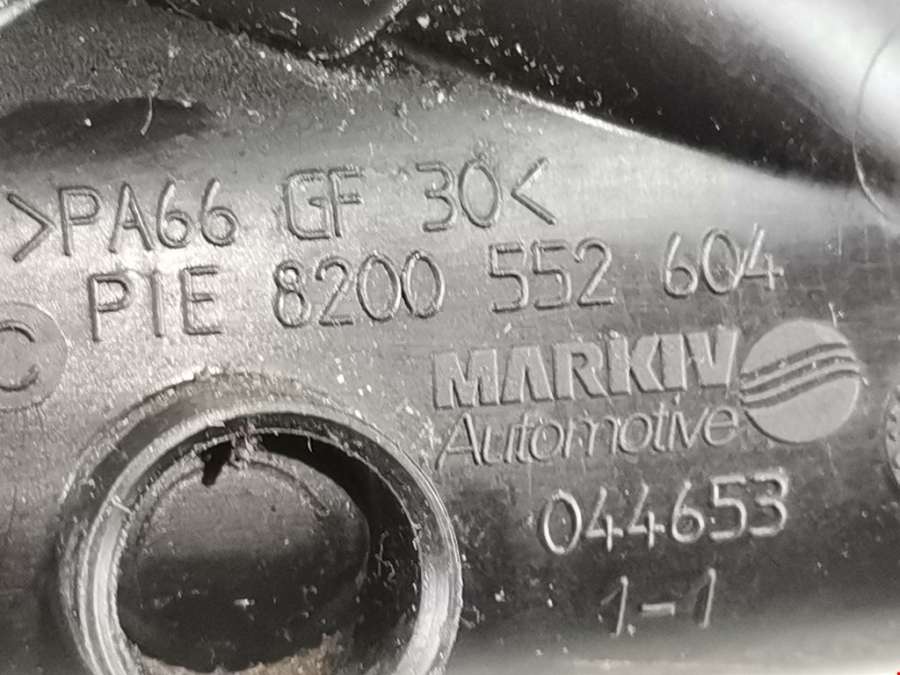 >PA66 GF 30<
PIE 8200 552 604
C
MARKIV
Automotive
044653
1-1